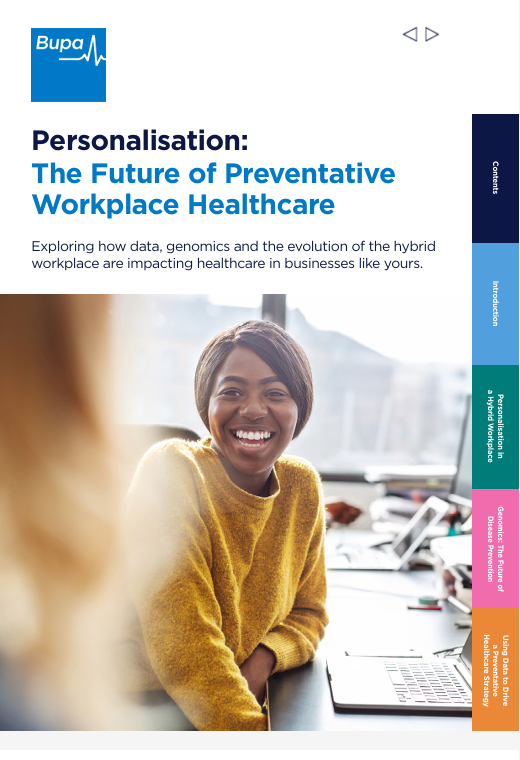 Bupa
Personalisation:
The Future of Preventative
Workplace Healthcare
Exploring how data, genomics and the evolution of the hybrid
workplace are impacting healthcare in businesses like yours.
Contents
Introduction
Personalisation in
a Hybrid Workplace
Genomics: The Future of
Disease Prevention
Using Data to Drive
a Preventative
Healthcare Strategy